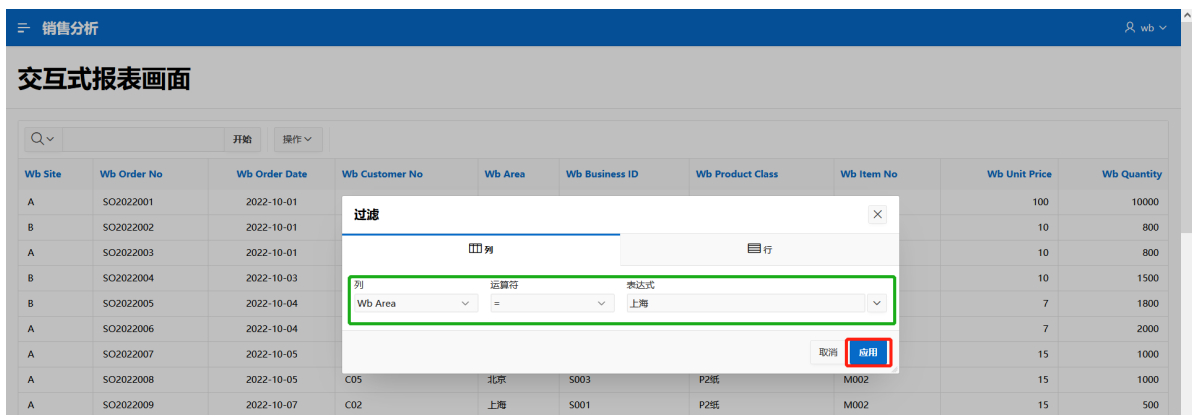 销售分析 wb
交互式报表画面
开始 操作
Wb Site Wb Order No Wb Order Date Wb Customer No Wb Area Wb Business ID Wb Product Class Wb Item No Wb Unit Price Wb Quantity
A SO2022001 2022-10-01 100 10000
B SO2022002 2022-10-01 10 800
A SO2022003 2022-10-01 10 800
B SO2022004 2022-10-03 10 1500
B SO2022005 2022-10-04 7 1800
A SO2022006 2022-10-04 7 2000
A SO2022007 2022-10-05 15 1000
A SO2022008 2022-10-05 C05 北京 S003 P2纸 M002 15 1000
A SO2022009 2022-10-07 C02 上海 S001 P2纸 M002 15 500
过滤
列 行
列 运算符 表达式
Wb Area = 上海
取消 应用